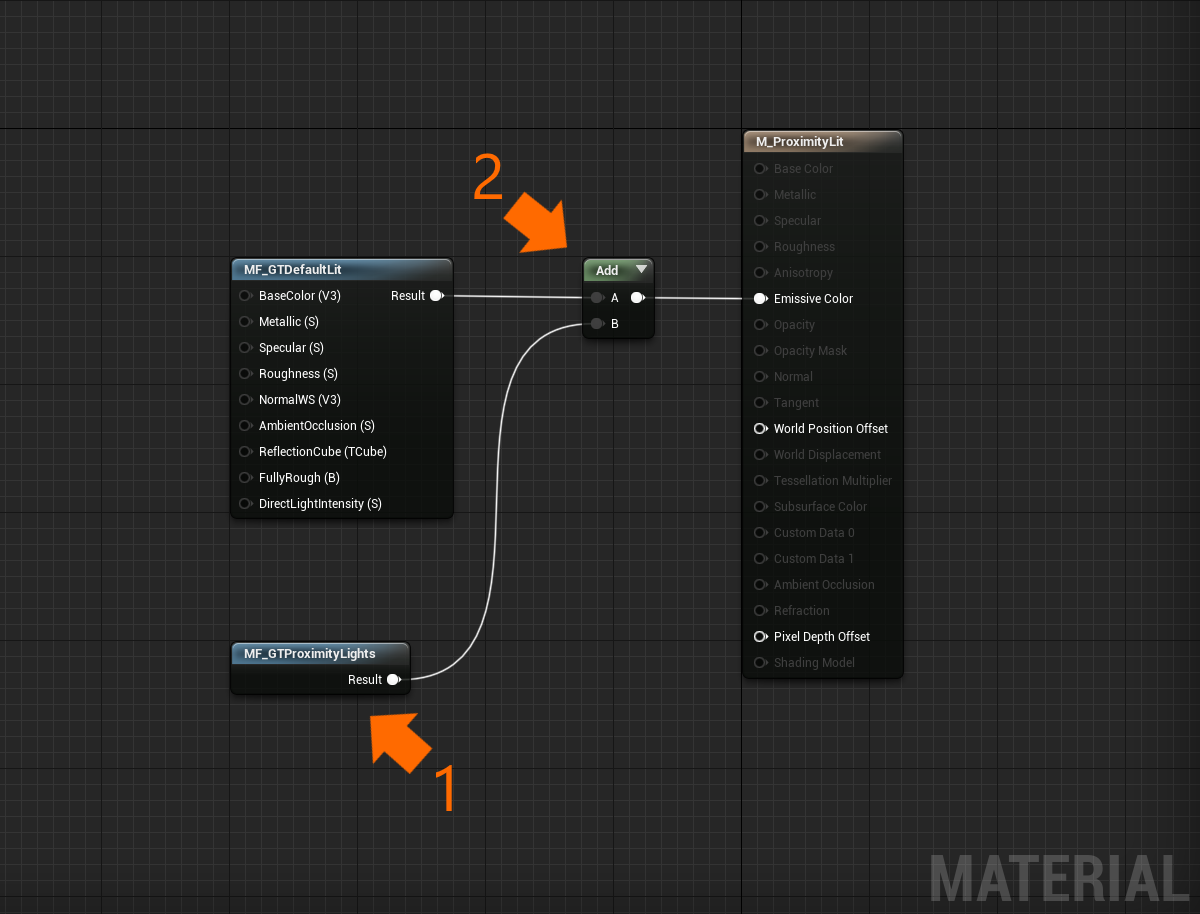 M_ProximityLit
Base Color
Metallic
Specular
Roughness
Anisotropy
Emissive Color
Opacity
Opacity Mask
Normal
Tangent
World Position Offset
World Displacement
Tessellation Multiplier
Subsurface Color
Custom Data 0
Custom Data 1
Ambient Occlusion
Refraction
Pixel Depth Offset
Shading Model
2
Add
A
B
MF_GTDefaultLit
BaseColor (V3) Result
Metallic (S)
Specular (S)
Roughness (S)
NormalWS (V3)
AmbientOcclusion (S)
ReflectionCube (TCube)
FullyRough (B)
DirectLightIntensity (S)
MF_GTProximityLights
Result
1
MATERIAL